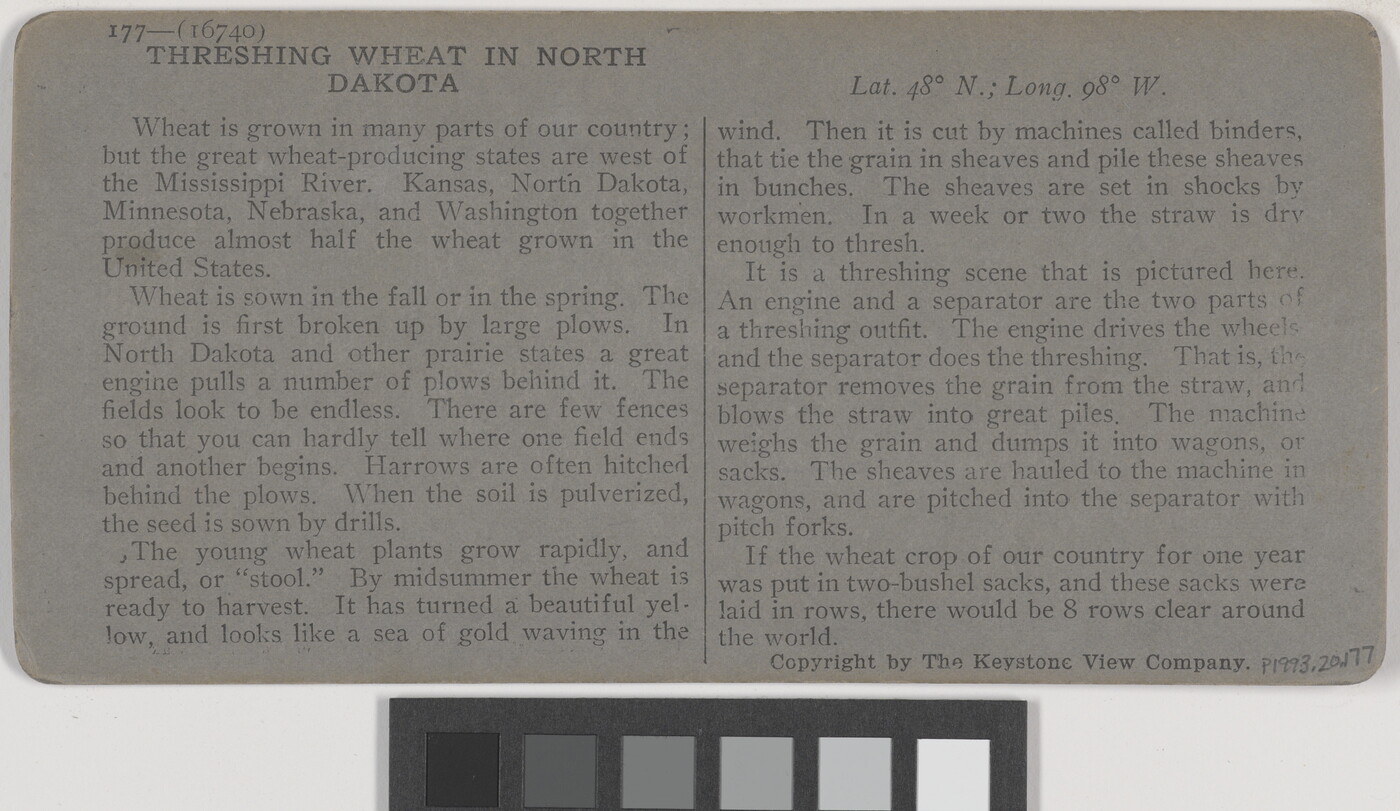 177—(16740)
THRESHING WHEAT IN NORTH
DAKOTA
Wheat is grown in many parts of our country;
but the great wheat-producing states are west of
the Mississippi River. Kansas, North Dakota,
Minnesota, Nebraska, and Washington together
produce almost half the wheat grown in the
United States.
Wheat is sown in the fall or in the spring. The
ground is first broken up by large plows. In
North Dakota and other prairie states a great
engine pulls a number of plows behind it. The
fields look to be endless. There are few fences
so that you can hardly tell where one field ends
and another begins. Harrows are often hitched
behind the plows. When the soil is pulverized,
the seed is sown by drills.
The young wheat plants grow rapidly, and
spread, or “stool.” By midsummer the wheat is
ready to harvest. It has turned a beautiful yel-
low, and looks like a sea of gold waving in the
Lat. 48° N.; Long. 98° W.
wind. Then it is cut by machines called binders,
that tie the grain in sheaves and pile these sheaves
in bunches. The sheaves are set in shocks by
workmen. In a week or two the straw is dry
enough to thresh.
It is a threshing scene that is pictured here.
An engine and a separator are the two parts of
a threshing outfit. The engine drives the wheels
and the separator does the threshing. That is, the
separator removes the grain from the straw, and
blows the straw into great piles. The machine
weighs the grain and dumps it into wagons, or
sacks. The sheaves are hauled to the machine in
wagons, and are pitched into the separator with
pitch forks.
If the wheat crop of our country for one year
was put in two-bushel sacks, and these sacks were
laid in rows, there would be 8 rows clear around
the world.
Copyright by The Keystone View Company.
P1993.20.177